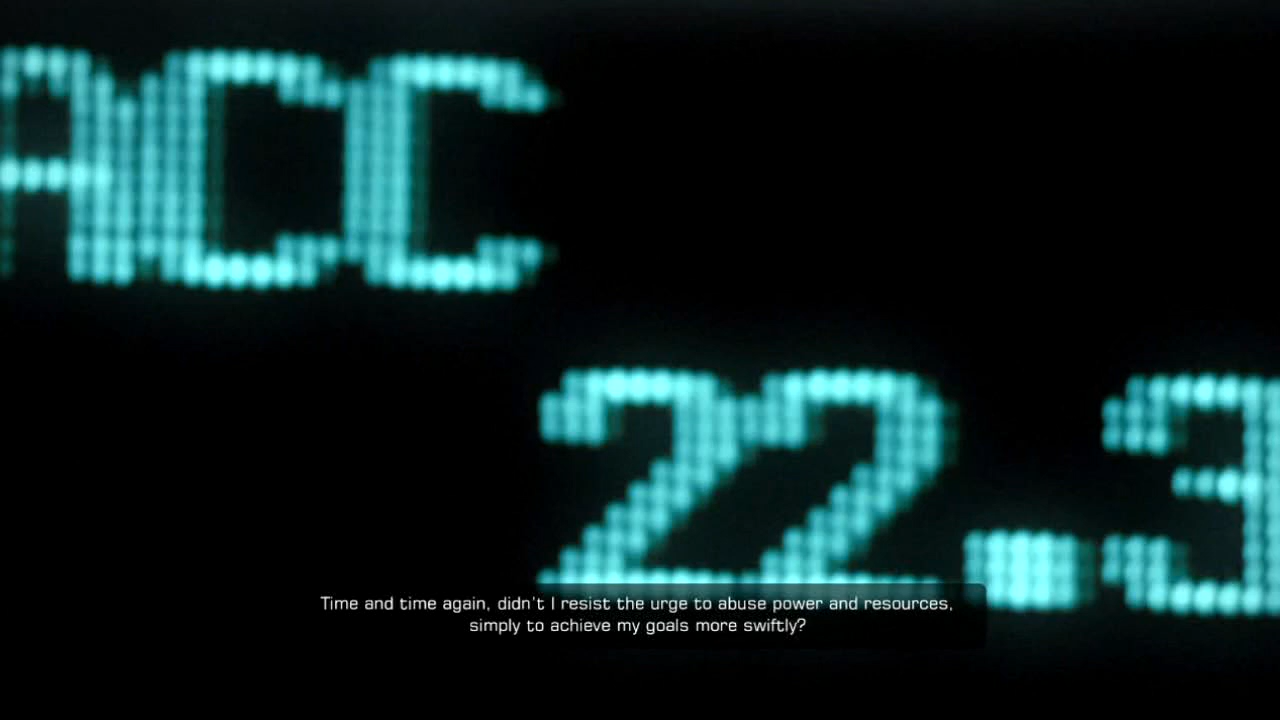 ACC
22.3
Time and time again, didn't I resist the urge to abuse power and resources,
simply to achieve my goals more swiftly?